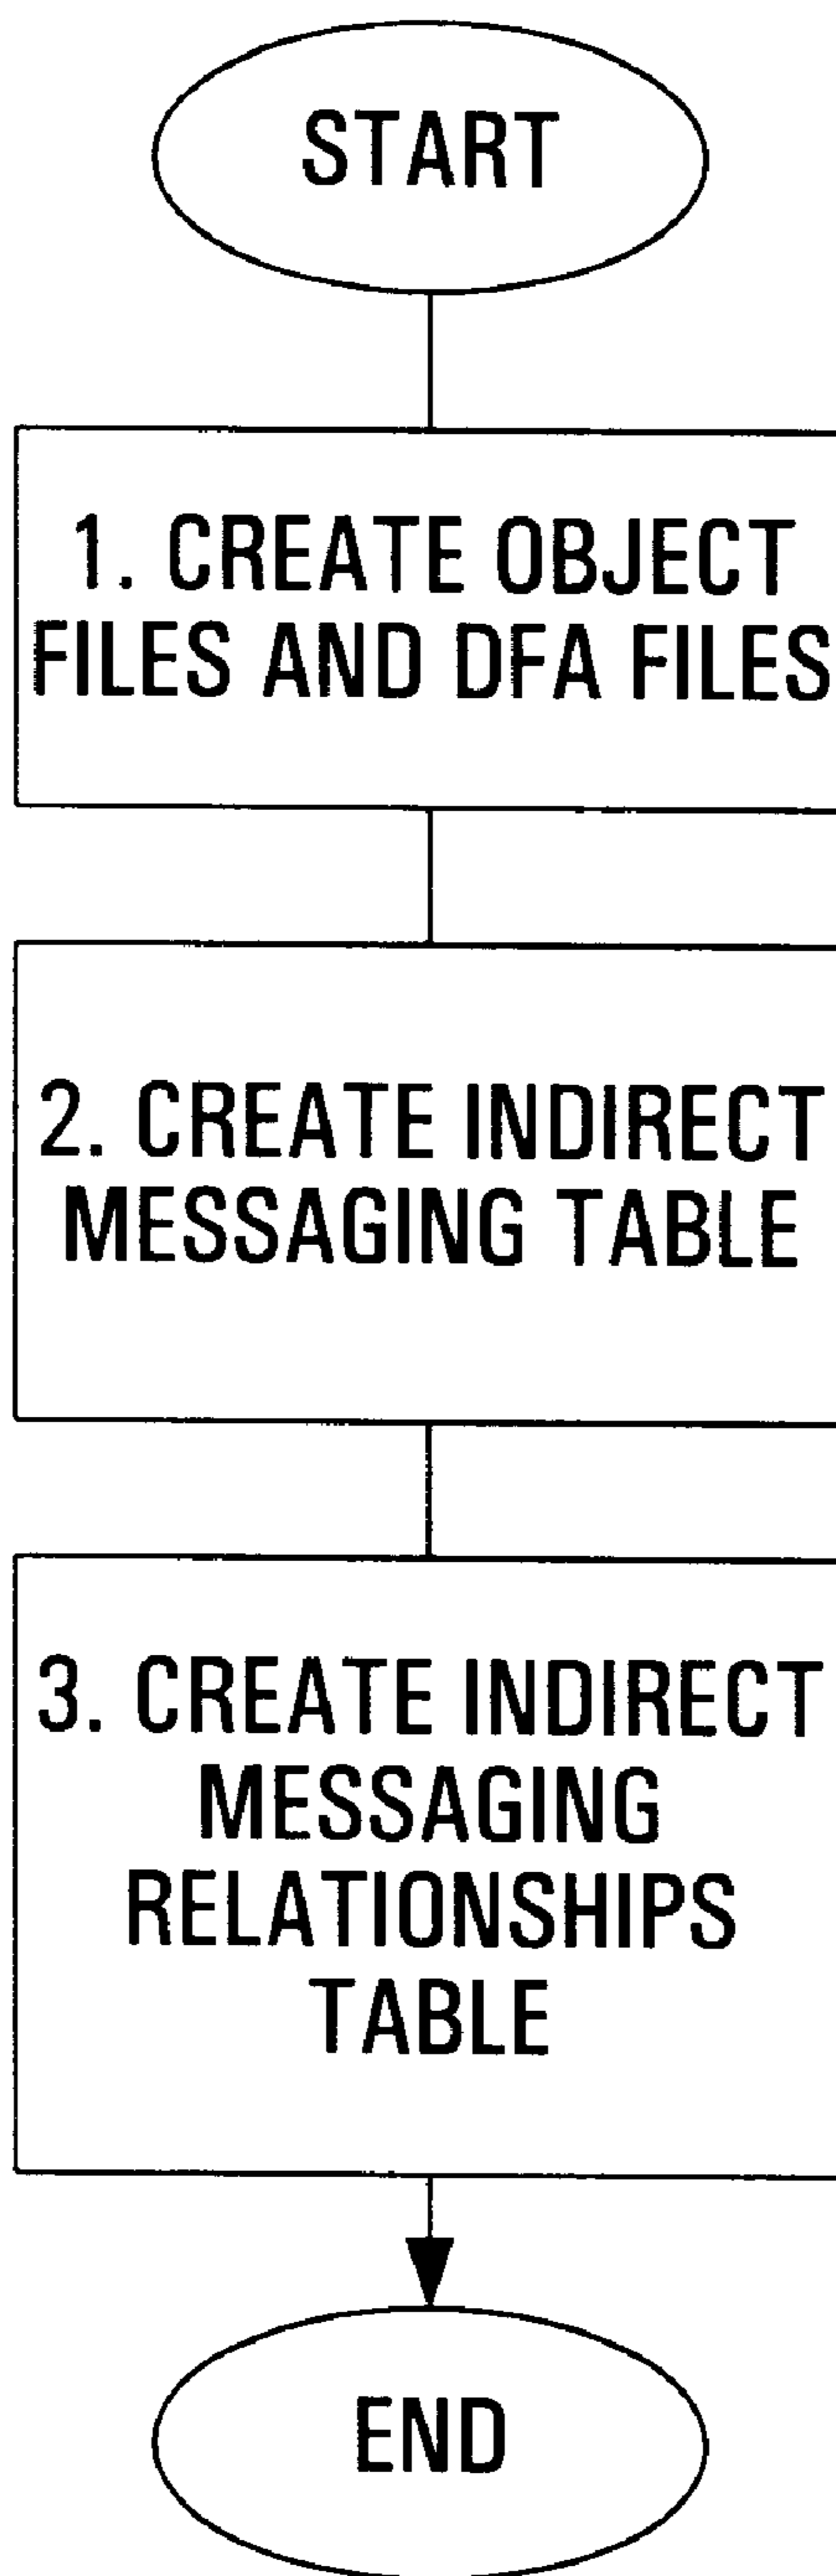 START
1. CREATE OBJECT
FILES AND DFA FILES
2. CREATE INDIRECT
MESSAGING TABLE
3. CREATE INDIRECT
MESSAGING
RELATIONSHIPS
TABLE
END